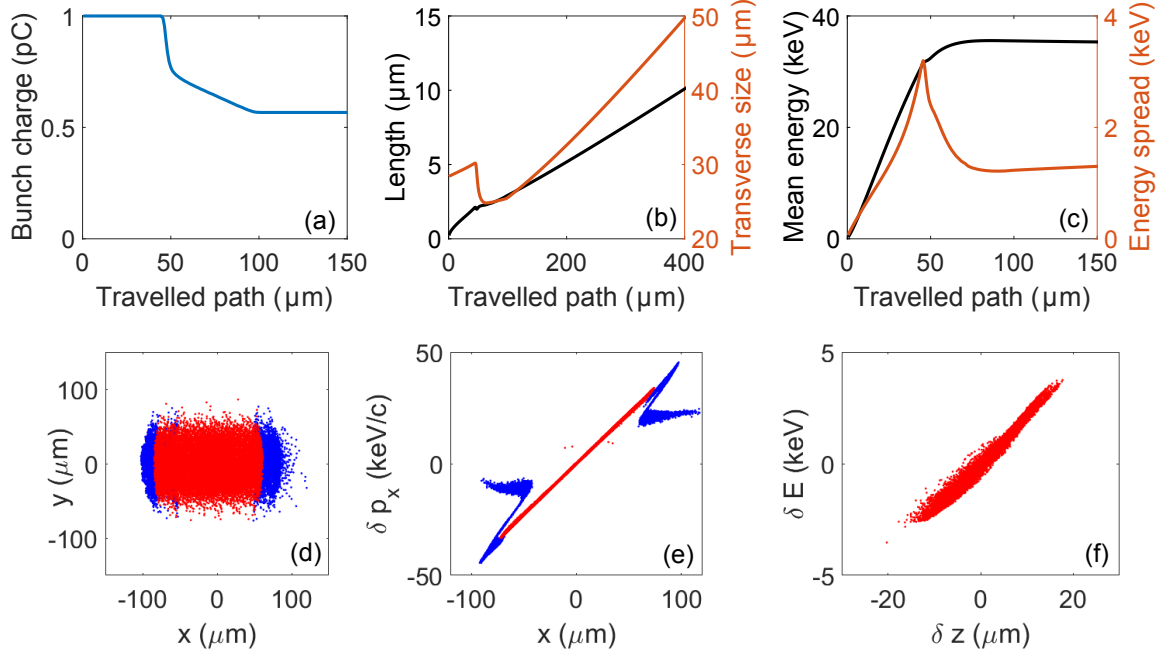 Bunch charge (pC)
1
0.5
0
0
50
100
150
Travelled path (µm)
(a)
Length (µm)
15
10
5
0
0
200
400
Travelled path (µm)
50
40
30
20
Transverse size (µm)
(b)
Mean energy (keV)
40
20
0
0
50
100
150
Travelled path (µm)
4
2
0
Energy spread (keV)
(c)
y (µm)
100
0
-100
-100
0
100
x (µm)
(d)
δ pₓ (keV/c)
50
0
-50
-100
0
100
x (µm)
(e)
δ E (keV)
5
0
-5
-20
0
20
δ z (µm)
(f)